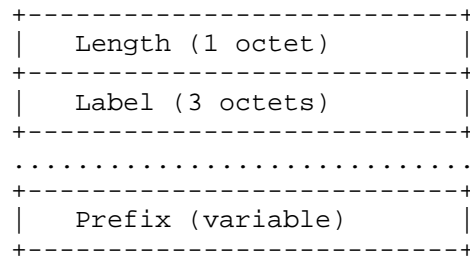 +---------------------------+
|   Length (1 octet)        |
+---------------------------+
|   Label (3 octets)        |
+---------------------------+
.............................
+---------------------------+
|   Prefix (variable)       |
+---------------------------+